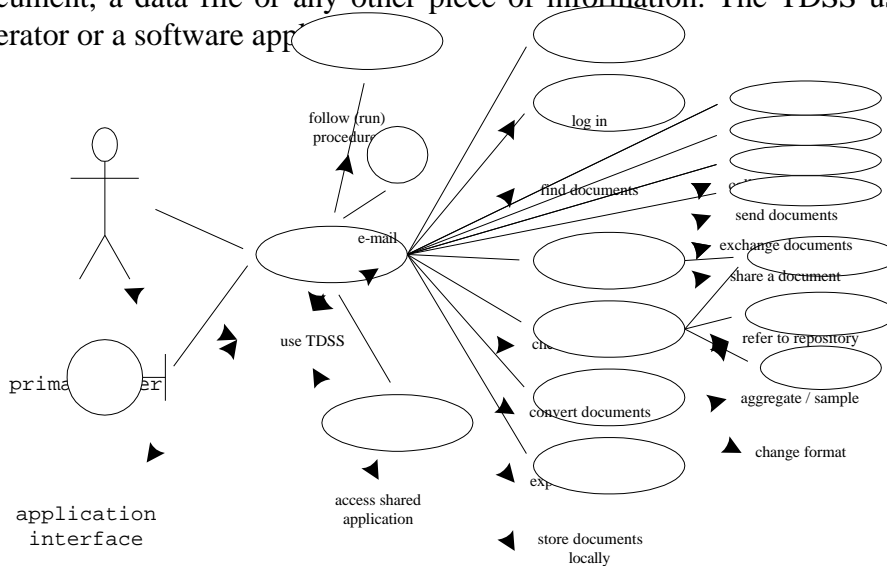 document, a data file or any other piece of information. The TDSS us
erator or a software app
follow (run)
procedure
log in
find documents
send documents
e-mail
exchange documents
share a document
use TDSS
refer to repository
convert documents
aggregate / sample
change format
access shared
application
application
interface
store documents
locally